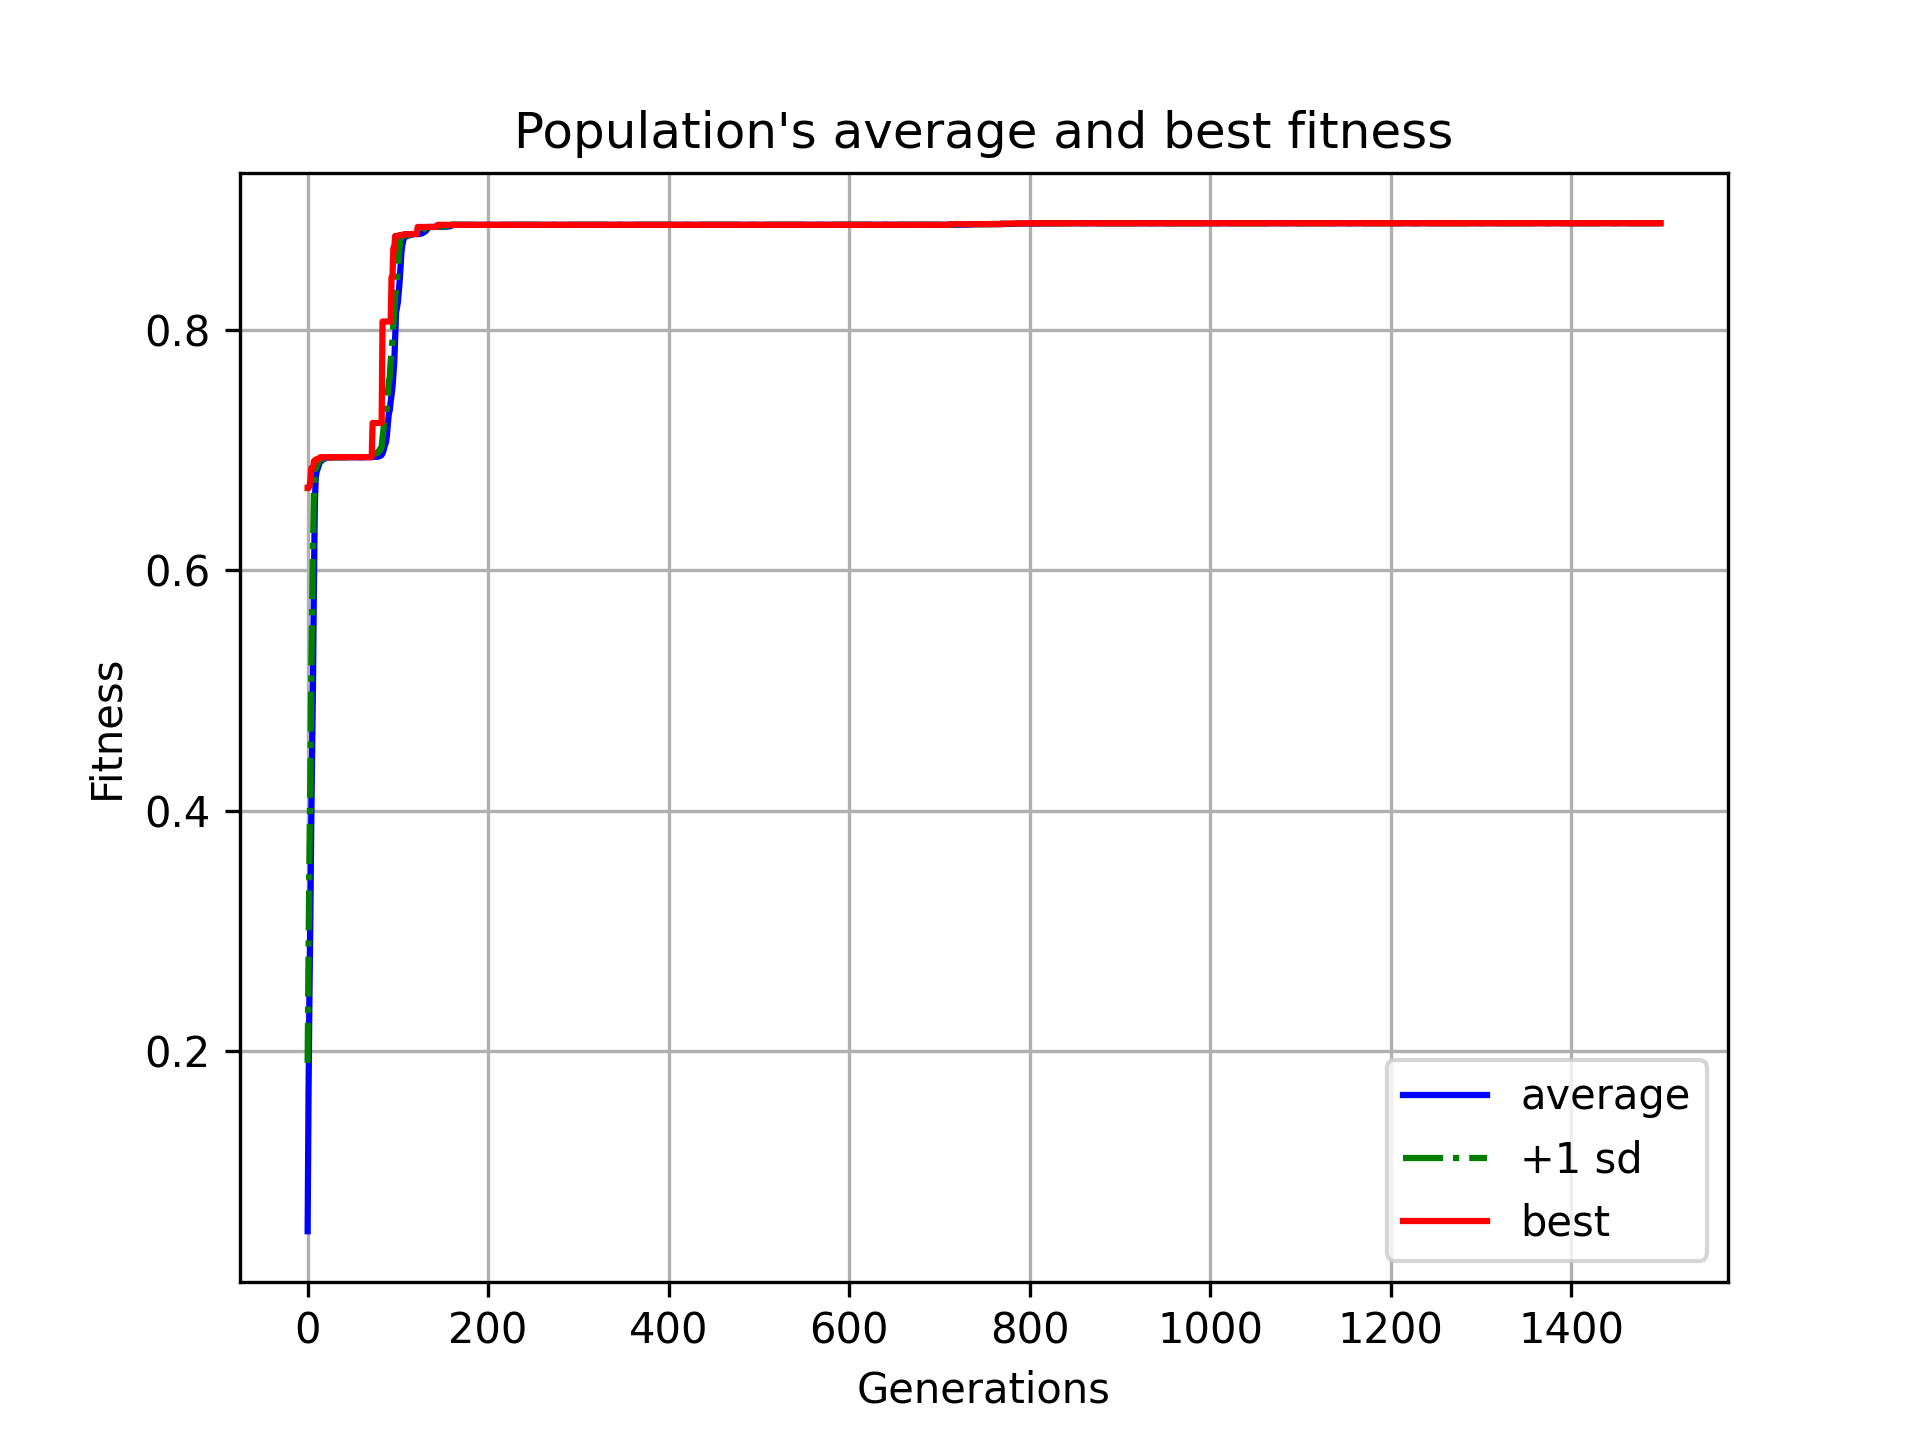 Population's average and best fitness
Fitness
0.8
0.6
0.4
0.2
average
+1 sd
best
0 200 400 600 800 1000 1200 1400
Generations